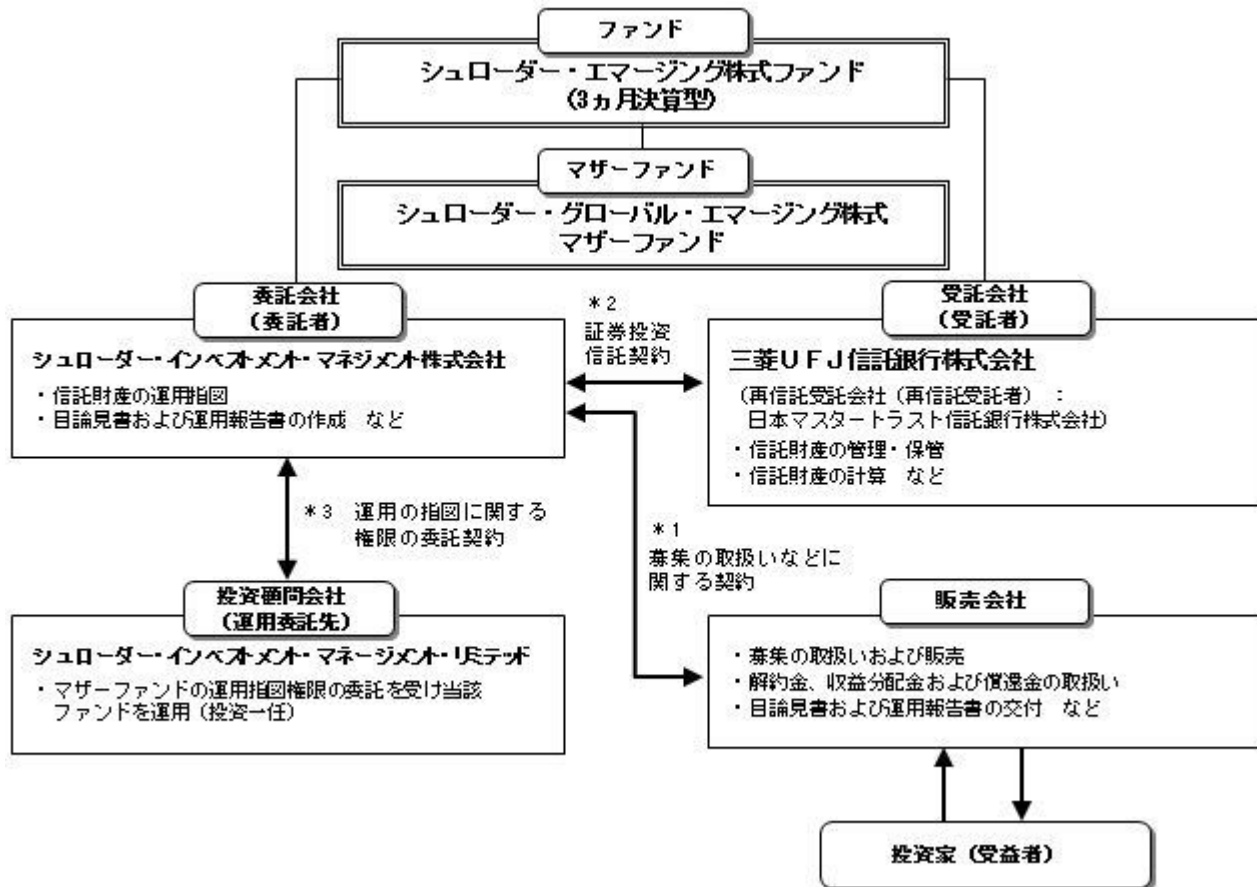 ファンド
シュローダー・エマージング株式ファンド
(3ヵ月決算型)
マザーファンド
シュローダー・グローバル・エマージング株式
マザーファンド
委託会社
(委託者)
シュローダー・インベストメント・マネジメント株式会社
・信託財産の運用指図
・目論見書および運用報告書の作成　など
*2
証券投資
信託契約
受託会社
(受託者)
三菱UFJ信託銀行株式会社
(再信託受託会社(再信託受託者)　:
日本マスタートラスト信託銀行株式会社)
・信託財産の管理・保管
・信託財産の計算　など
*3　運用の指図に関する
権限の委託契約
*1
募集の取扱いなどに
関する契約
投資顧問会社
(運用委託先)
シュローダー・インベストメント・マネージメント・リミテッド
・マザーファンドの運用指図権限の委託を受け当該
ファンドを運用(投資一任)
販売会社
・募集の取扱いおよび販売
・解約金、収益分配金および償還金の取扱い
・目論見書および運用報告書の交付　など
投資家(受益者)